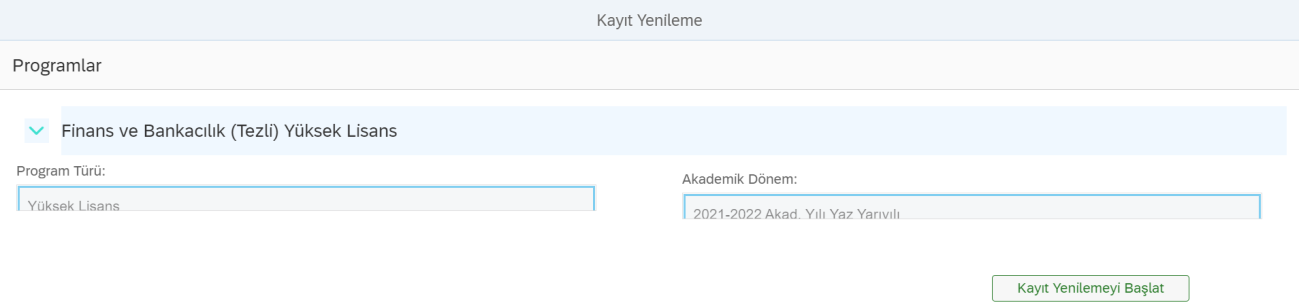 Kayıt Yenileme
Programlar
Finans ve Bankacılık (Tezli) Yüksek Lisans
Program Türü:
Yüksek Lisans
Akademik Dönem:
2021-2022 Akad. Yılı Yaz Yarıyılı
Kayıt Yenilemeyi Başlat